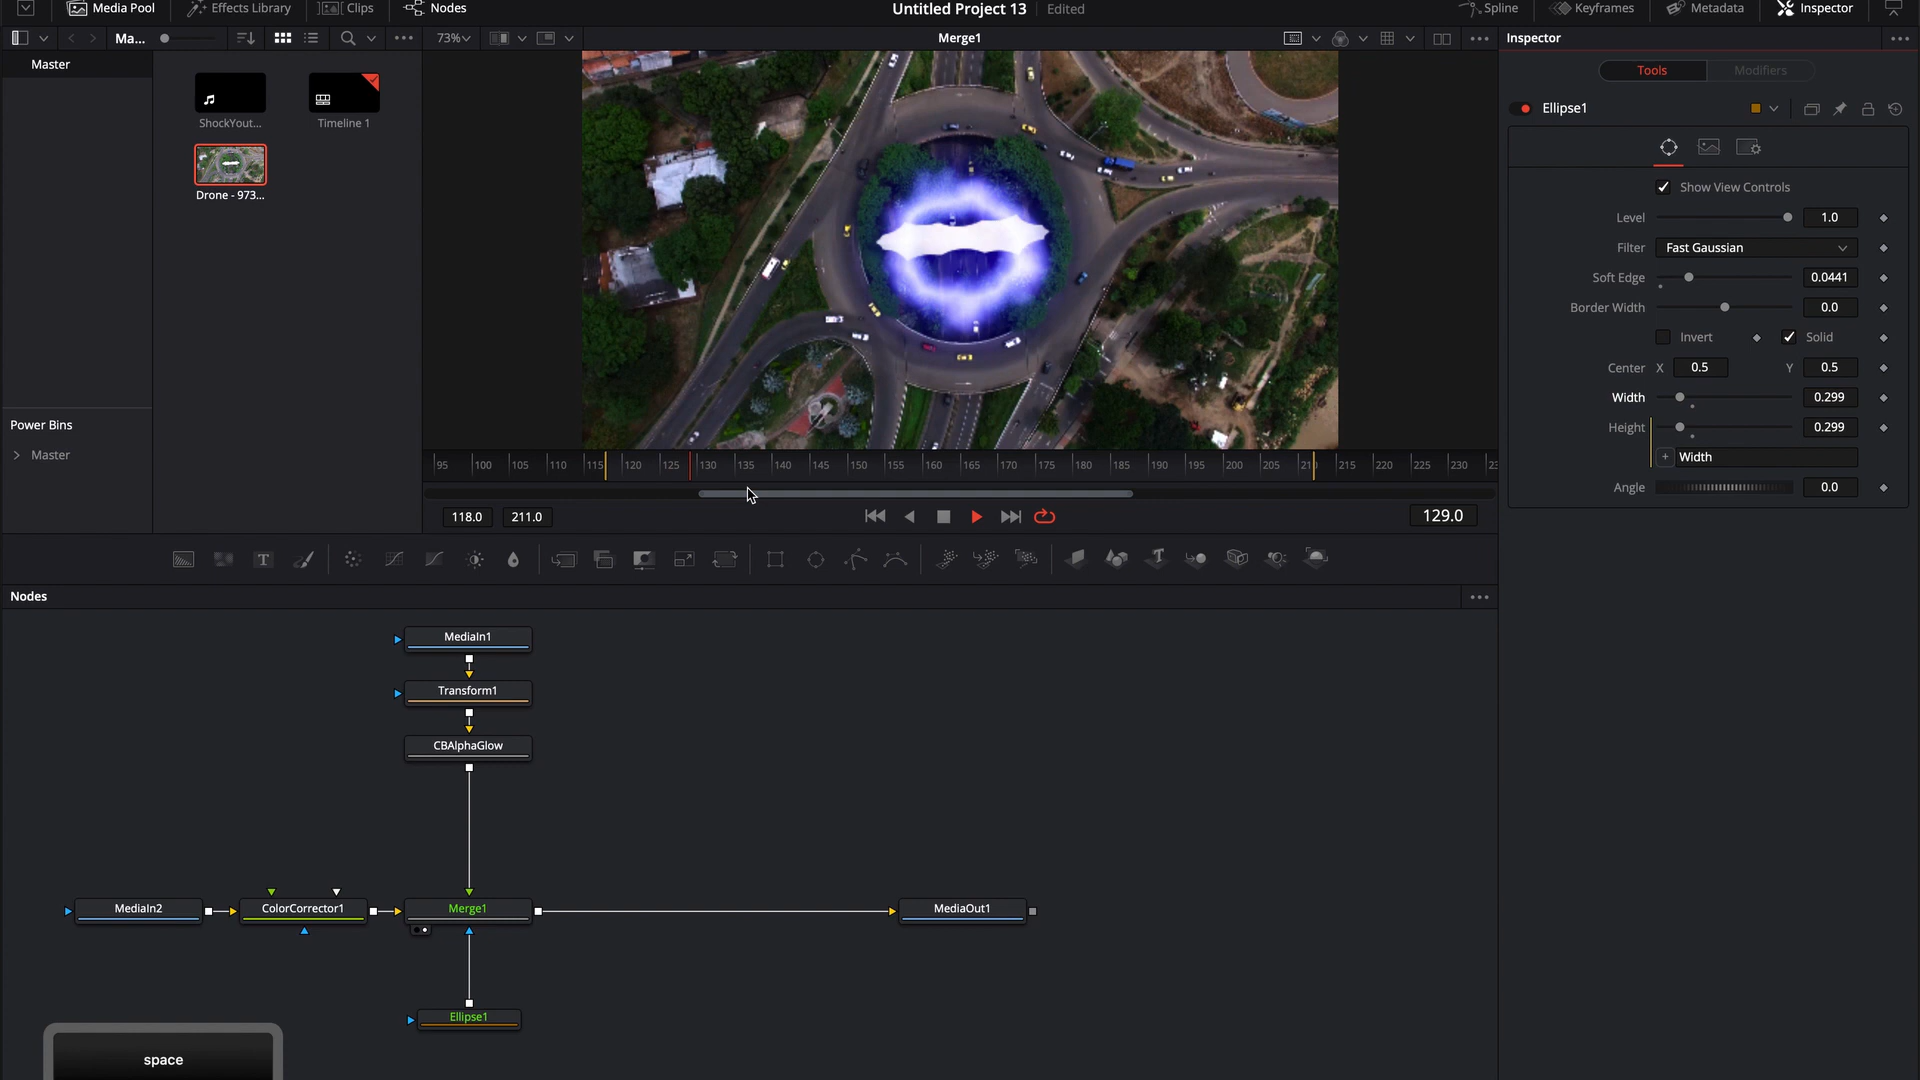 Media Pool
Effects Library
Clips
Nodes
Untitled Project 13
Edited
Spline
Keyframes
Metadata
Inspector
Ma...
73%
Merge1
Inspector
Master
Tools
Modifiers
ShockYout...
Timeline 1
Drone - 973...
Power Bins
Master
Ellipse1
Show View Controls
Level 1.0
Filter Fast Gaussian
Soft Edge 0.0441
Border Width 0.0
Invert Solid
Center X 0.5 Y 0.5
Width 0.299
Height 0.299
+ Width
Angle 0.0
95 100 105 110 115 120 125 130 135 140 145 150 155 160 165 170 175 180 185 190 195 200 205 210 215 220 225 230
118.0 211.0 129.0
Nodes
MediaIn1
Transform1
CBAlphaGlow
MediaIn2
ColorCorrector1
Merge1
MediaOut1
Ellipse1
space